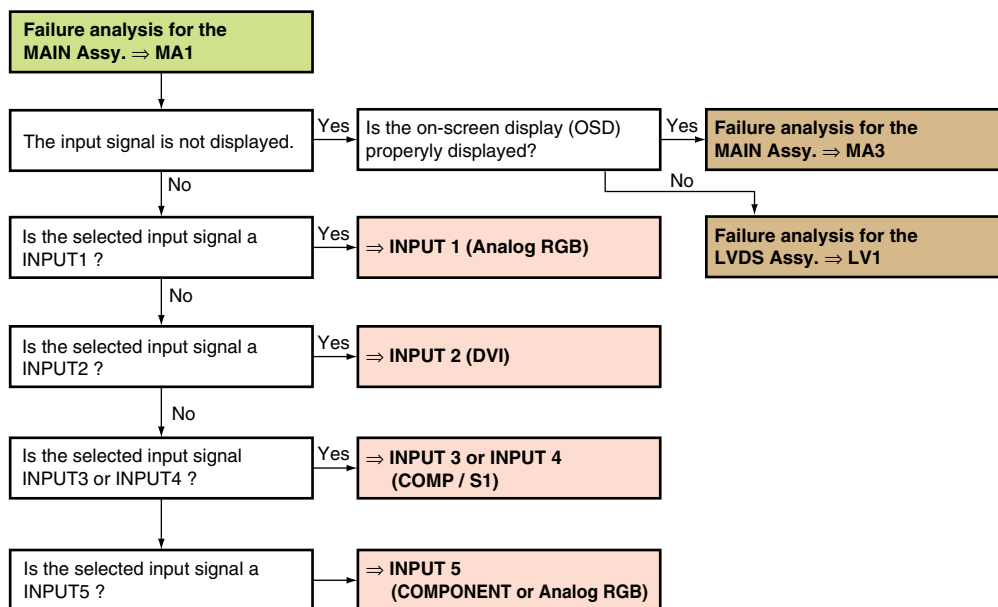 Failure analysis for the
MAIN Assy. ⇒ MA1
The input signal is not displayed.
Yes
Is the on-screen display (OSD)
properyly displayed?
Yes
Failure analysis for the
MAIN Assy. ⇒ MA3
No
No
Failure analysis for the
LVDS Assy. ⇒ LV1
Is the selected input signal a
INPUT1 ?
Yes
⇒ INPUT 1 (Analog RGB)
No
Is the selected input signal a
INPUT2 ?
Yes
⇒ INPUT 2 (DVI)
No
Is the selected input signal
INPUT3 or INPUT4 ?
Yes
⇒ INPUT 3 or INPUT 4
(COMP / S1)
Is the selected input signal a
INPUT5 ?
⇒ INPUT 5
(COMPONENT or Analog RGB)